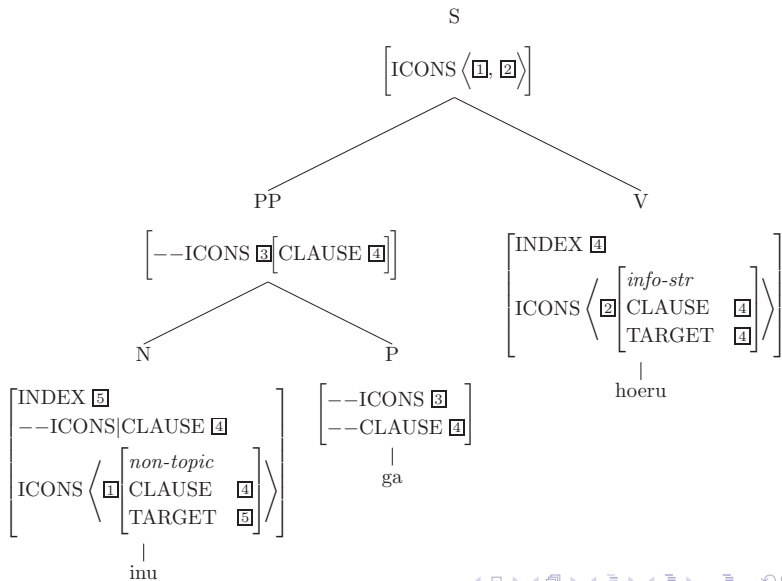 S
[ICONS ⟨1, 2⟩]
PP V
[−−ICONS 3[CLAUSE 4]]
INDEX 4
ICONS ⟨2[info-str
CLAUSE 4
TARGET 4]⟩
hoeru
N P
INDEX 5
−−ICONS|CLAUSE 4
ICONS ⟨1[non-topic
CLAUSE 4
TARGET 5]⟩
inu
−−ICONS 3
−−CLAUSE 4
ga